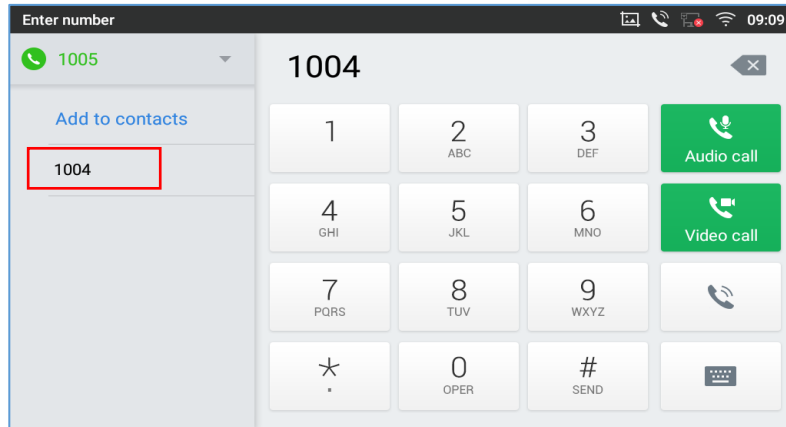 Enter number
09:09
1005
1004
Add to contacts
1004
1
2
ABC
3
DEF
Audio call
4
GHI
5
JKL
6
MNO
Video call
7
PQRS
8
TUV
9
WXYZ
*
.
0
OPER
#
SEND